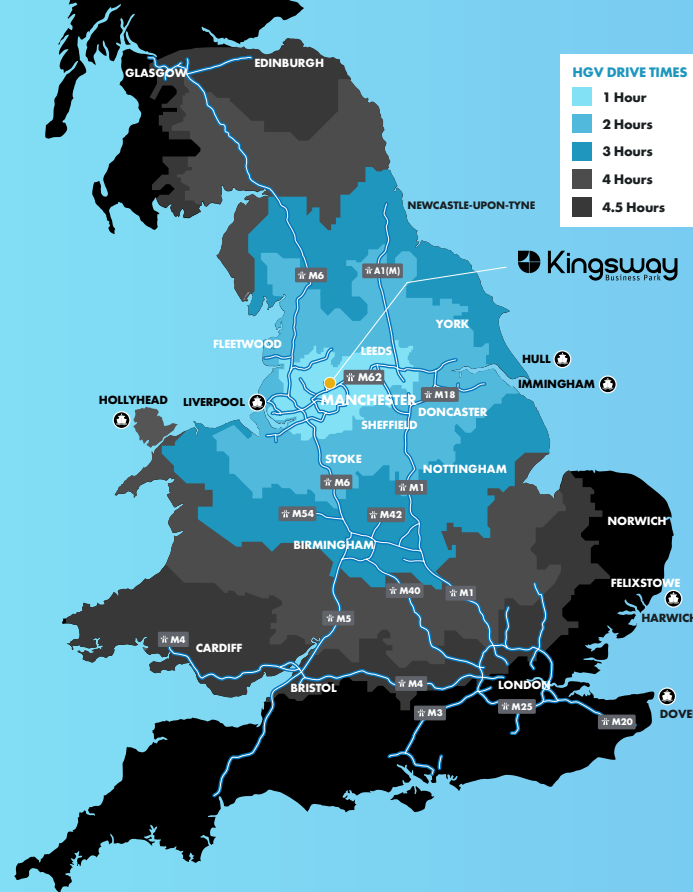 GLASGOW
EDINBURGH
HGV DRIVE TIMES
1 Hour
2 Hours
3 Hours
4 Hours
4.5 Hours
NEWCASTLE-UPON-TYNE
Kingsway
Business Park
M6
A1(M)
YORK
FLEETWOOD
LEEDS
HULL
M62
IMMINGHAM
M18
HOLLYHEAD
LIVERPOOL
MANCHESTER
DONCASTER
SHEFFIELD
STOKE
NOTTINGHAM
M6
M1
M54
M42
NORWICH
BIRMINGHAM
FELIXSTOWE
M40
M1
HARWICH
M5
M4
CARDIFF
BRISTOL
M4
LONDON
M25
M3
M20
DOVE